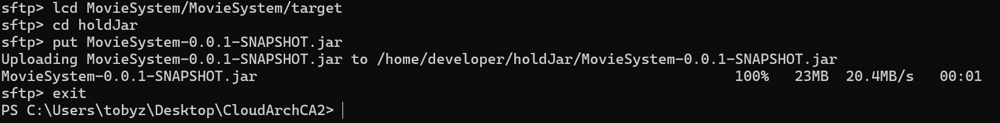 sftp> lcd MovieSystem/MovieSystem/target
sftp> cd holdJar
sftp> put MovieSystem-0.0.1-SNAPSHOT.jar
Uploading MovieSystem-0.0.1-SNAPSHOT.jar to /home/developer/holdJar/MovieSystem-0.0.1-SNAPSHOT.jar
MovieSystem-0.0.1-SNAPSHOT.jar 100% 23MB 20.4MB/s 00:01
sftp> exit
PS C:\Users\tobyz\Desktop\CloudArchCA2>